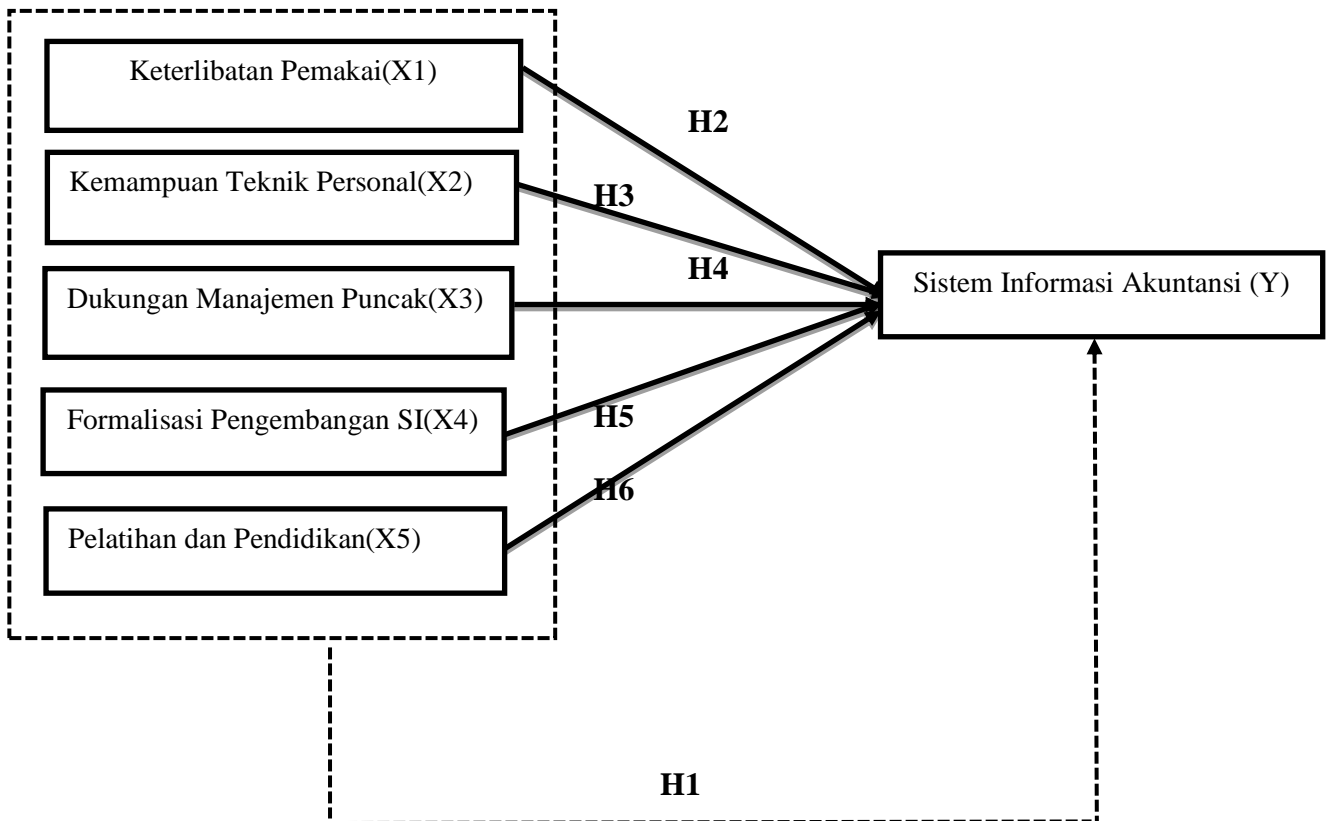 Keterlibatan Pemakai(X1)
H2
Kemampuan Teknik Personal(X2)
H3
H4
Dukungan Manajemen Puncak(X3)
Sistem Informasi Akuntansi (Y)
Formalisasi Pengembangan SI(X4)
H5
H6
Pelatihan dan Pendidikan(X5)
H1